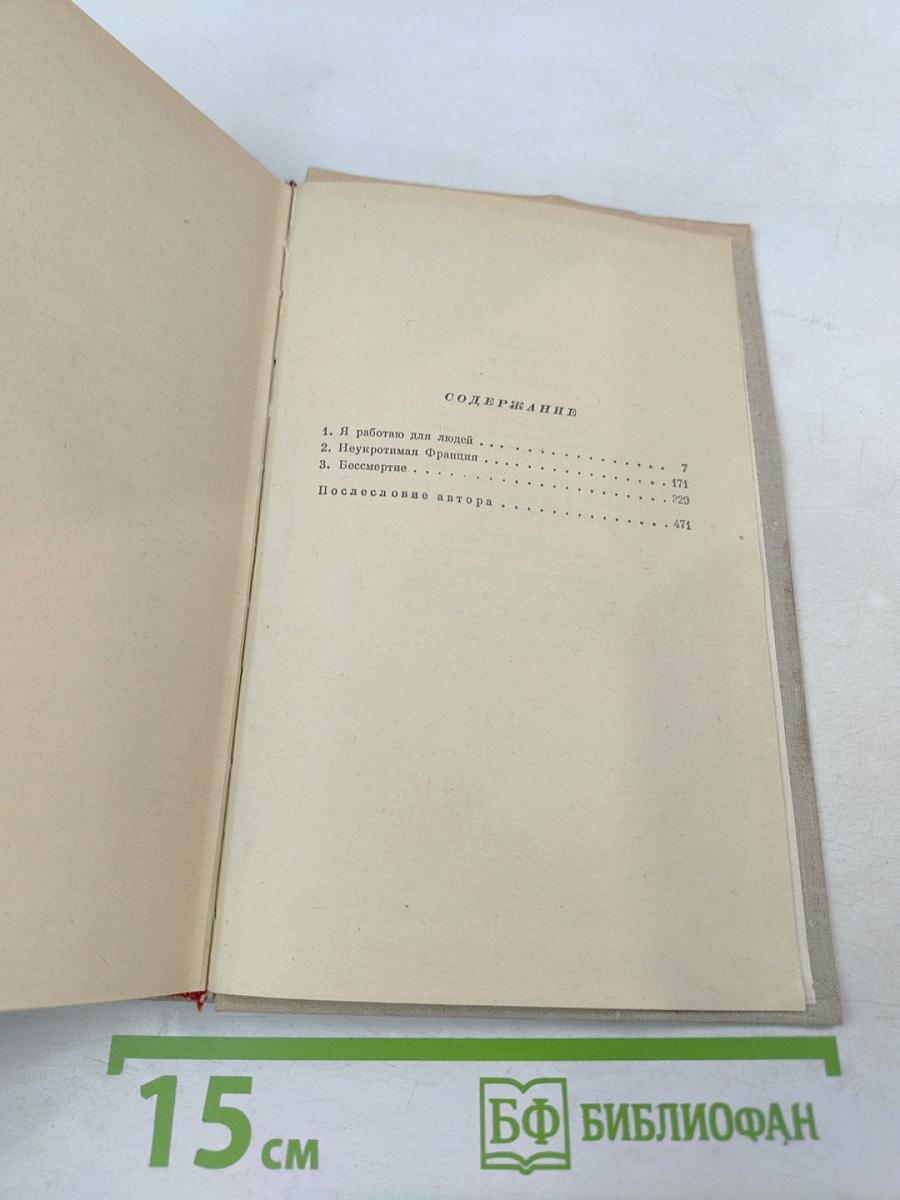 СОДЕРЖАНИЕ
1. Я работаю для людей . . . . . . . . . . . . . . . 7
2. Неукротимая Франция . . . . . . . . . . . . . . 171
3. Бессмертие . . . . . . . . . . . . . . . . . . . 329
Послесловие автора . . . . . . . . . . . . . 471
15 см
БФ БИБЛИОФАН